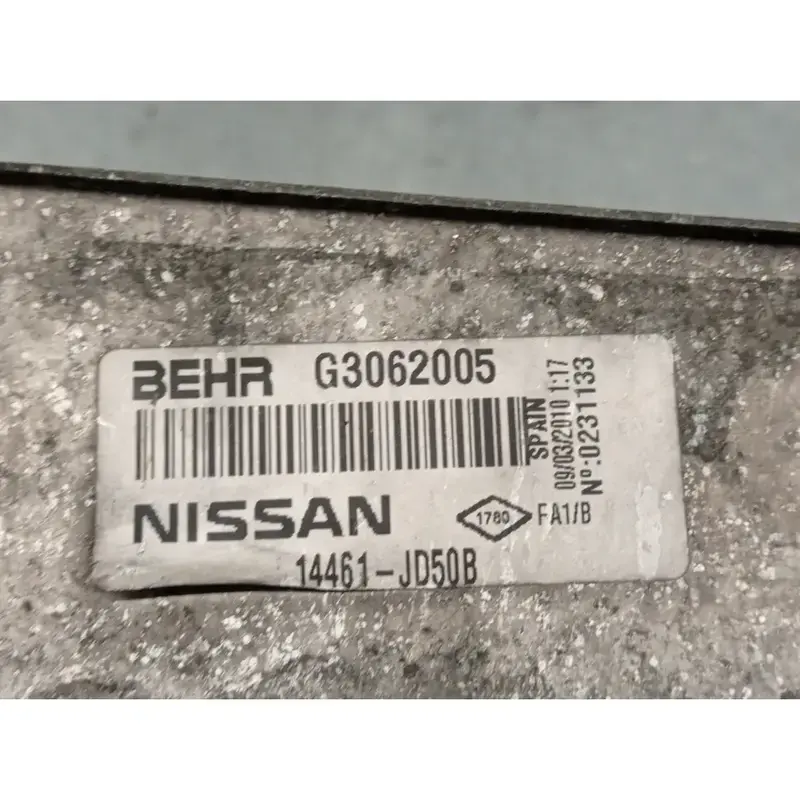 BEHR G3062005
SPAIN
09/03/2010 1:17
Nº:0231133
NISSAN 1780 FA1/B
14461-JD50B